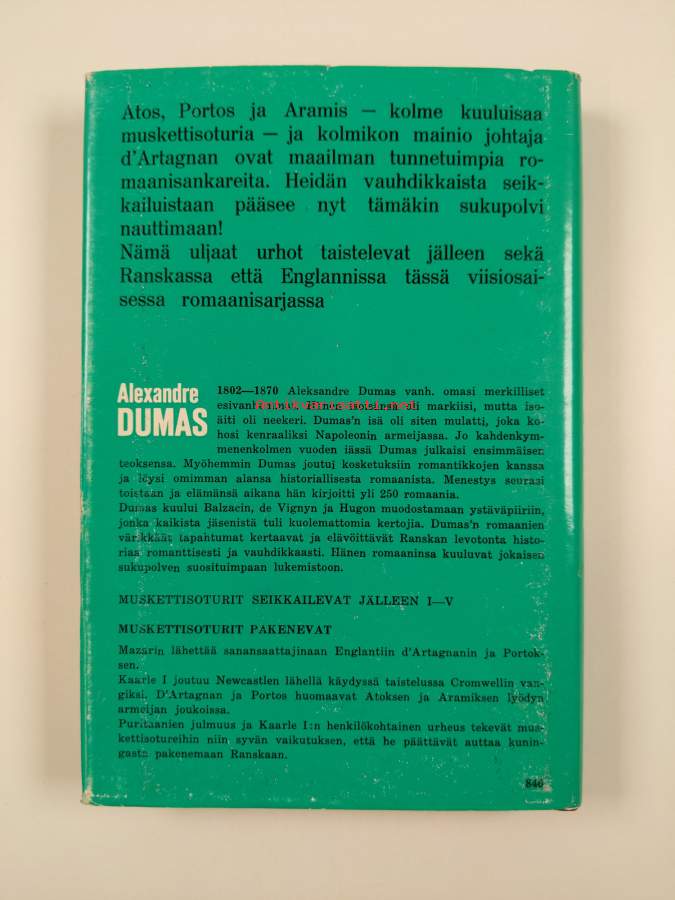 Atos, Portos ja Aramis — kolme kuuluisaa
muskettisoturia — ja kolmikon mainio johtaja
d'Artagnan ovat maailman tunnetuimpia ro-
maanisankareita. Heidän vauhdikkaista seik-
kailuistaan pääsee nyt tämäkin sukupolvi
nauttimaan!
Nämä uljaat urhot taistelevat jälleen sekä
Ranskassa että Englannissa tässä viisiosai-
sessa romaanisarjassa
Alexandre
DUMAS
1802—1870 Aleksandre Dumas vanh. omasi merkilliset
markiisi, mutta iso-
antikvariaatti.net
äiti oli neekeri. Dumas'n isä oli siten mulatti, joka ko-
hosi kenraaliksi Napoleonin armeijassa. Jo kahdenkym-
menenkolmen vuoden iässä Dumas julkaisi ensimmäisen
teoksensa. Myöhemmin Dumas joutuj kosketuksiin romantikkojen kanssa
ja löysi omimman alansa historiallisesta romaanista. Menestys seurasi
toistaan ja elämänsä aikana hän kirjoitti yli 250 romaania.
Dumas kuului Balzacin, de Vignyn ja Hugon muodostamaan ystäväpiiriin,
jonka kaikista jäsenistä tuli kuolemattomia kertojia. Dumas'n romaanien
värikkäät tapahtumat kertaavat ja elävöittävät Ranskan levotonta histo-
riaa romanttisesti ja vauhdikkaasti. Hänen romaaninsa kuuluvat jokaisen
sukupolven suosituimpaan lukemistoon.
MUSKETTISOTURIT SEIKKAILEVAT JÄLLEEN I—V
MUSKETTISOTURIT PAKENEVAT
Mazarin lähettää sanansaattajinaan Englantiin d'Artagnanin ja Portok-
sen.
Kaarle I joutuu Newcastlen lähellä käydyssä taistelussa Cromwellin van-
giksi. D'Artagnan ja Portos huomaavat Atoksen ja Aramiksen lyödyn
armeijan joukoissa.
Puritaanien julmuus ja Kaarle I:n henkilökohtainen urheus tekevät mus-
kettisotureihin niin syvän vaikutuksen, että he päättävät auttaa kunin-
gasta pakenemaan Ranskaan.
840